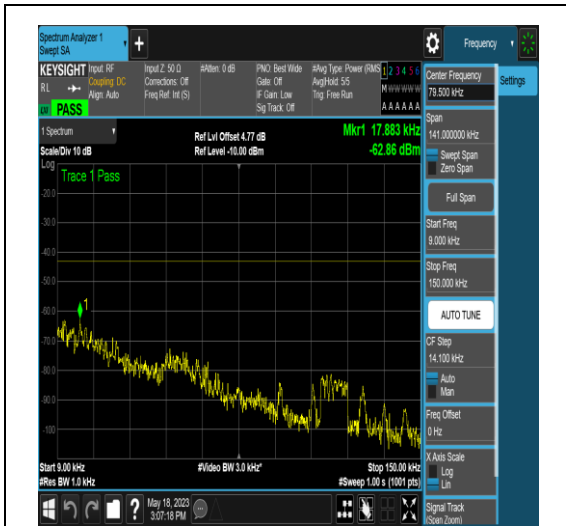 Spectrum Analyzer 1
Swept SA
Frequency
KEYSIGHT
RL
PASS
Input: RF
Coupling: DC
Align: Auto
Input Z: 50 Ω
Corrections: Off
Freq Ref: Int (S)
#Atten: 0 dB
PNO: Best Wide
Gate: Off
IF Gain: Low
Sig Track: Off
#Avg Type: Power (RMS
Avg|Hold: 5/5
Trig: Free Run
1 2 3 4 5 6
M W W W W W
A A A A A A
Center Frequency
79.500 kHz
Settings
Span
141.000000 kHz
Swept Span
Zero Span
Full Span
Start Freq
9.000 kHz
Stop Freq
150.000 kHz
AUTO TUNE
CF Step
14.100 kHz
Auto
Man
Freq Offset
0 Hz
X Axis Scale
Log
Lin
Signal Track
(Span Zoom)
1 Spectrum
Scale/Div 10 dB
Ref Lvl Offset 4.77 dB
Ref Level -10.00 dBm
Mkr1 17.883 kHz
-62.86 dBm
Log
Trace 1 Pass
-20.0
-30.0
-40.0
-50.0
-60.0
-70.0
-80.0
-90.0
-100
1
Start 9.00 kHz
#Res BW 1.0 kHz
#Video BW 3.0 kHz*
Stop 150.00 kHz
#Sweep 1.00 s (1001 pts)
?
May 18, 2023
3:07:18 PM